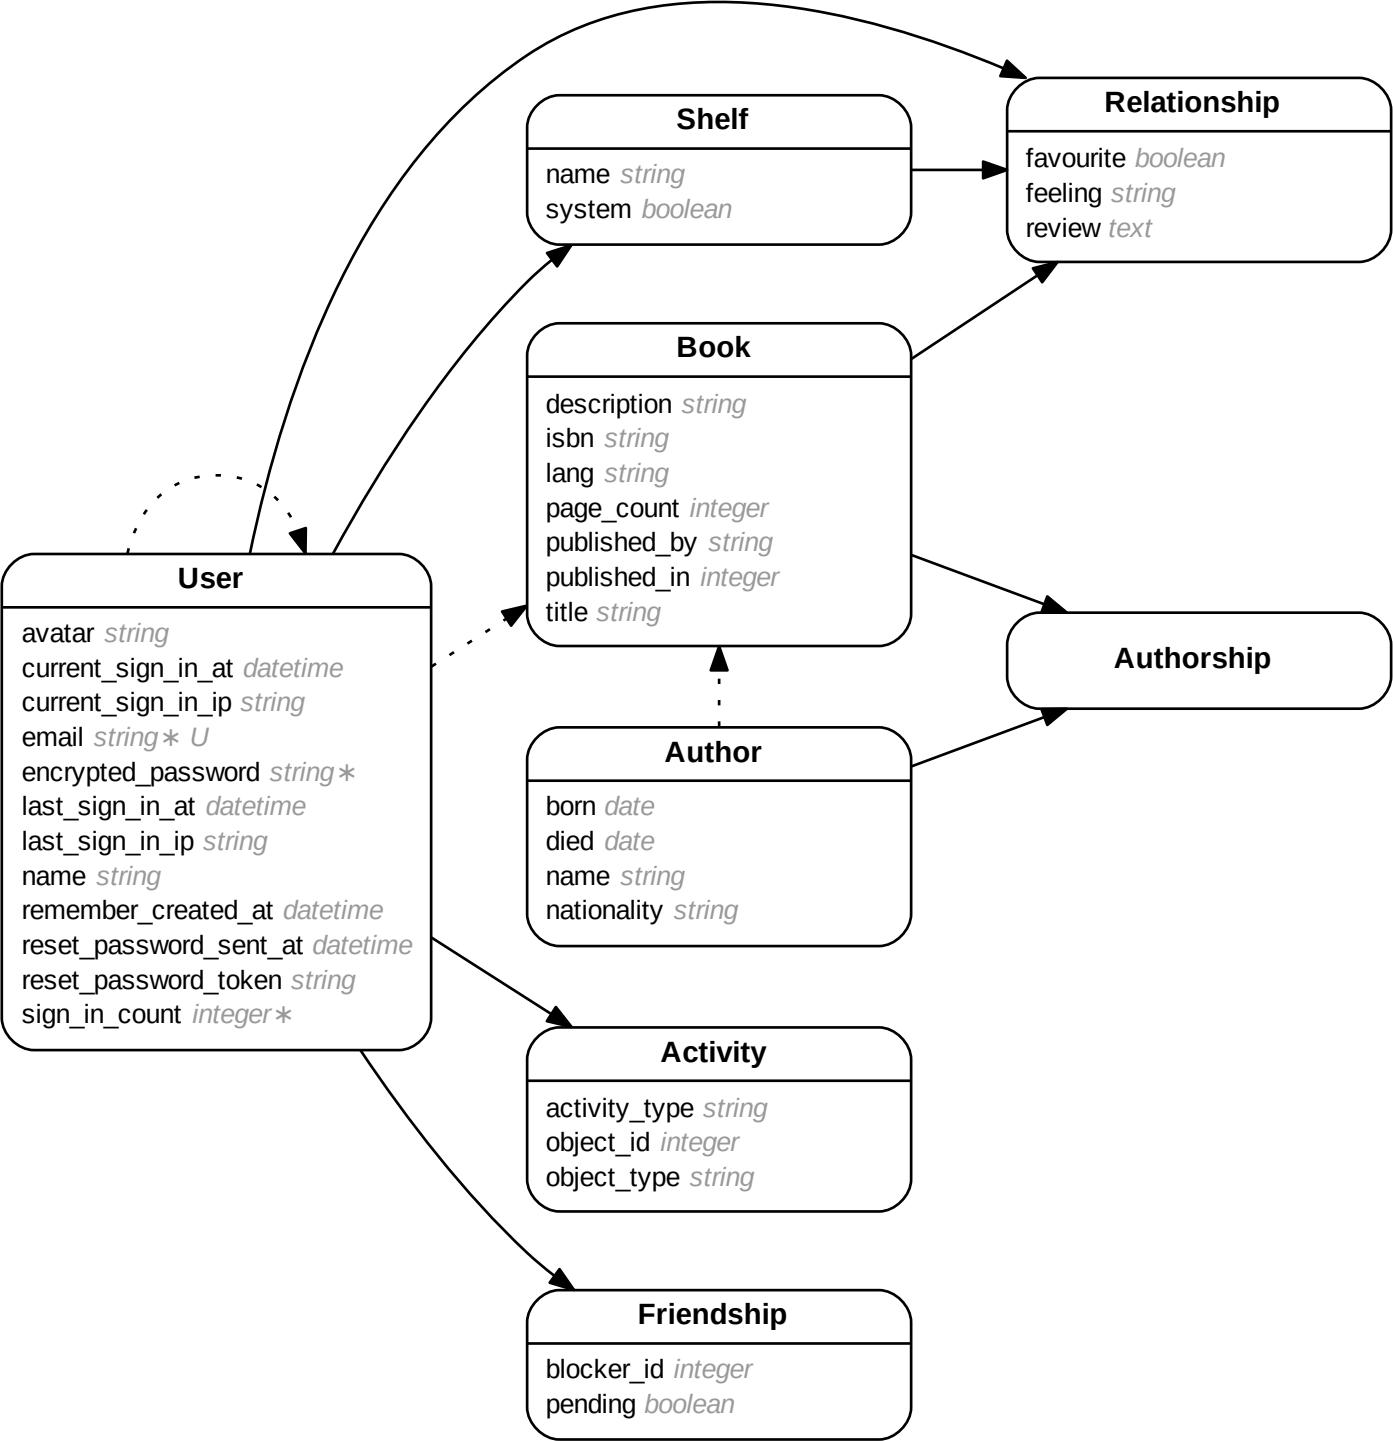 Relationship
favourite boolean
feeling string
review text
Shelf
name string
system boolean
Book
description string
isbn string
lang string
page_count integer
published_by string
published_in integer
title string
User
avatar string
current_sign_in_at datetime
current_sign_in_ip string
email string∗ U
encrypted_password string∗
last_sign_in_at datetime
last_sign_in_ip string
name string
remember_created_at datetime
reset_password_sent_at datetime
reset_password_token string
sign_in_count integer∗
Authorship
Author
born date
died date
name string
nationality string
Activity
activity_type string
object_id integer
object_type string
Friendship
blocker_id integer
pending boolean